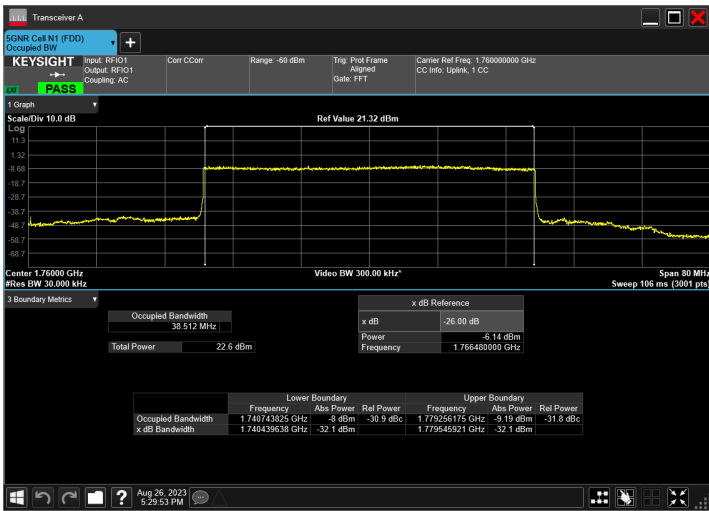 Transceiver A
5GNR Cell N1 (FDD)
Occupied BW
KEYSIGHT
PASS
Input: RFIO1
Output: RFIO1
Coupling: AC
Corr CCorr
Range: -60 dBm
Trig: Prot Frame
Aligned
Gate: FFT
Carrier Ref Freq: 1.760000000 GHz
CC Info: Uplink, 1 CC
1 Graph
Scale/Div 10.0 dB
Ref Value 21.32 dBm
Log
11.3
1.32
-8.68
-18.7
-28.7
-38.7
-48.7
-58.7
-68.7
Center 1.76000 GHz
Video BW 300.00 kHz*
Span 80 MHz
#Res BW 30.000 kHz
Sweep 106 ms (3001 pts)
3 Boundary Metrics
Occupied Bandwidth
38.512 MHz
Total Power 22.6 dBm
x dB Reference
x dB -26.00 dB
Power -6.14 dBm
Frequency 1.766480000 GHz
Lower Boundary Upper Boundary
Frequency Abs Power Rel Power Frequency Abs Power Rel Power
Occupied Bandwidth 1.740743825 GHz -8 dBm -30.9 dBc 1.779256175 GHz -9.19 dBm -31.8 dBc
x dB Bandwidth 1.740439638 GHz -32.1 dBm 1.779545921 GHz -32.1 dBm
?
Aug 26, 2023
5:29:53 PM